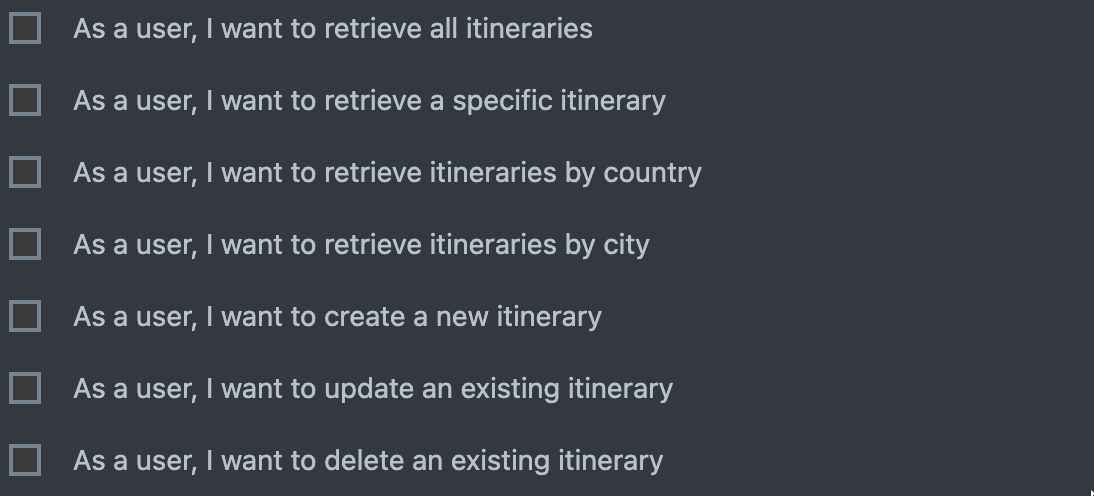 As a user, I want to retrieve all itineraries
As a user, I want to retrieve a specific itinerary
As a user, I want to retrieve itineraries by country
As a user, I want to retrieve itineraries by city
As a user, I want to create a new itinerary
As a user, I want to update an existing itinerary
As a user, I want to delete an existing itinerary